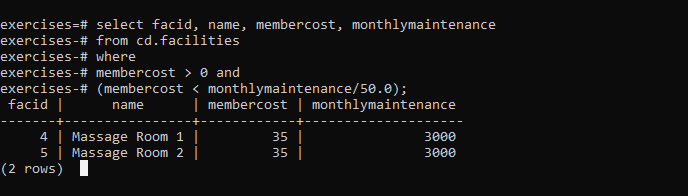 exercises=# select facid, name, membercost, monthlymaintenance
exercises-# from cd.facilities
exercises-# where
exercises-# membercost > 0 and
exercises-# (membercost < monthlymaintenance/50.0);
 facid |      name      | membercost | monthlymaintenance
-------+----------------+------------+--------------------
     4 | Massage Room 1 |         35 |               3000
     5 | Massage Room 2 |         35 |               3000
(2 rows)